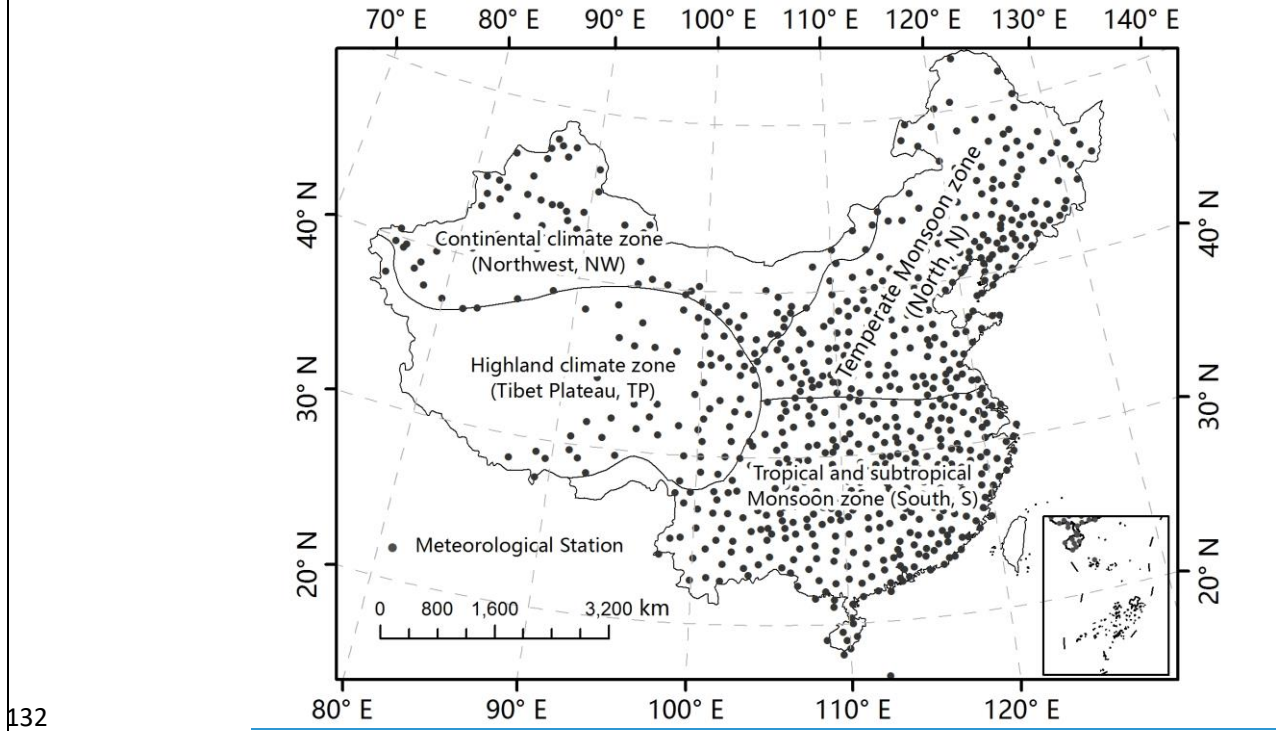 70° E 80° E 90° E 100° E 110° E 120° E 130° E 140° E
40° N
40° N
Continental climate zone
(Northwest, NW)
Temperate Monsoon zone
(North, N)
Highland climate zone
(Tibet Plateau, TP)
30° N
30° N
Tropical and subtropical
Monsoon zone (South, S)
Meteorological Station
20° N
20° N
0 800 1,600 3,200 km
80° E 90° E 100° E 110° E 120° E
132